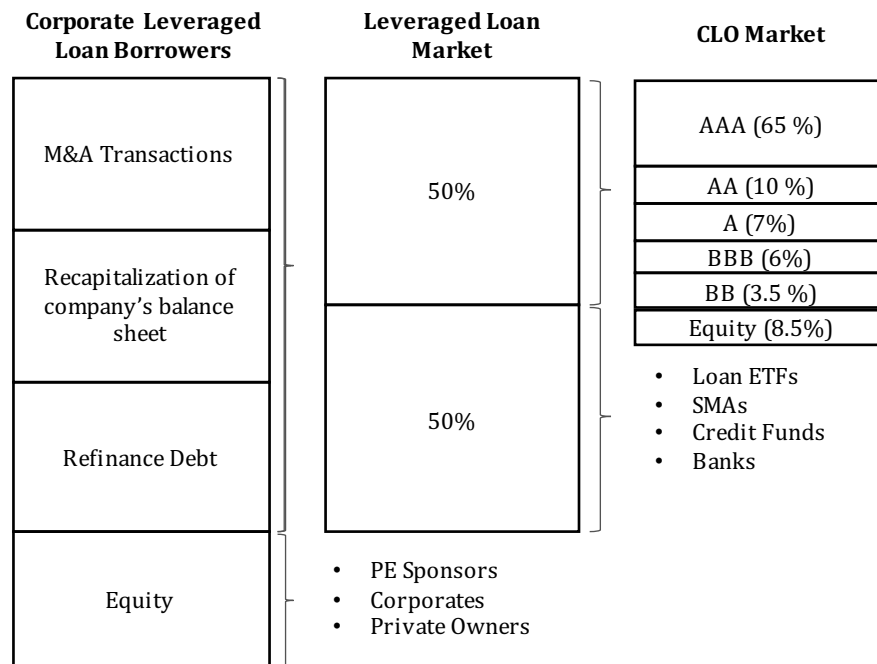 Corporate Leveraged
Loan Borrowers
M&A Transactions
Recapitalization of
company’s balance
sheet
Refinance Debt
Equity
Leveraged Loan
Market
50%
50%
• PE Sponsors
• Corporates
• Private Owners
CLO Market
AAA (65 %)
AA (10 %)
A (7%)
BBB (6%)
BB (3.5 %)
Equity (8.5%)
• Loan ETFs
• SMAs
• Credit Funds
• Banks